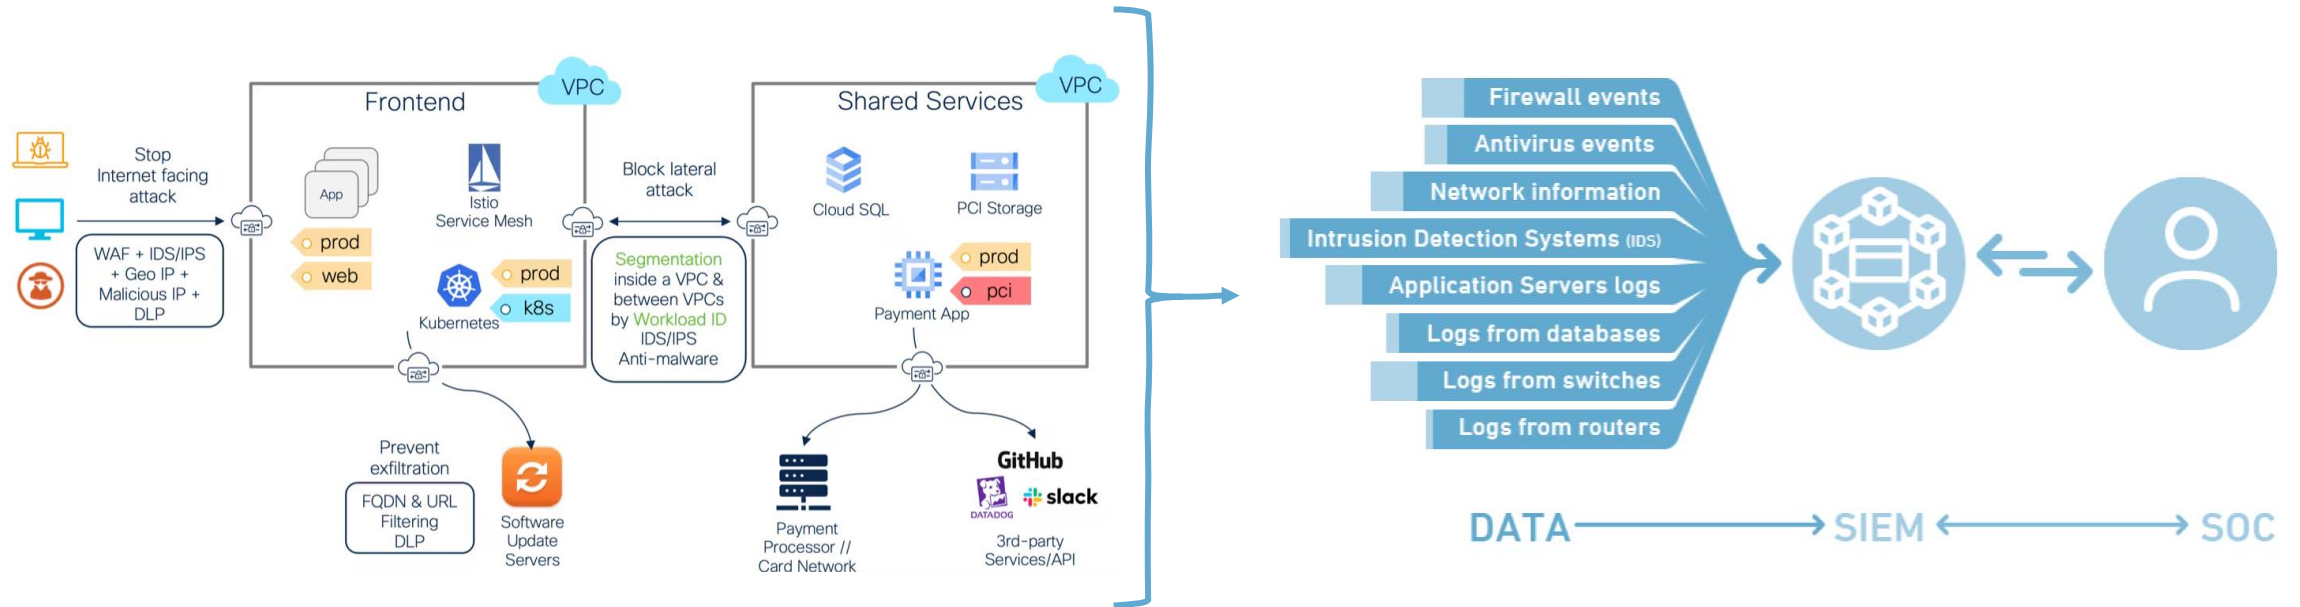 VPC
Frontend
Stop
Internet facing
attack
WAF + IDS/IPS
+ Geo IP +
Malicious IP +
DLP
App
prod
web
Istio
Service Mesh
prod
k8s
Kubernetes
Block lateral
attack
Segmentation
inside a VPC &
between VPCs
by Workload ID
IDS/IPS
Anti-malware
VPC
Shared Services
Cloud SQL
PCI Storage
prod
pci
Payment App
Prevent
exfiltration
FQDN & URL
Filtering
DLP
Software
Update
Servers
Payment
Processor //
Card Network
GitHub
DATADOG
slack
3rd-party
Services/API
Firewall events
Antivirus events
Network information
Intrusion Detection Systems (IDS)
Application Servers logs
Logs from databases
Logs from switches
Logs from routers
DATA
SIEM
SOC